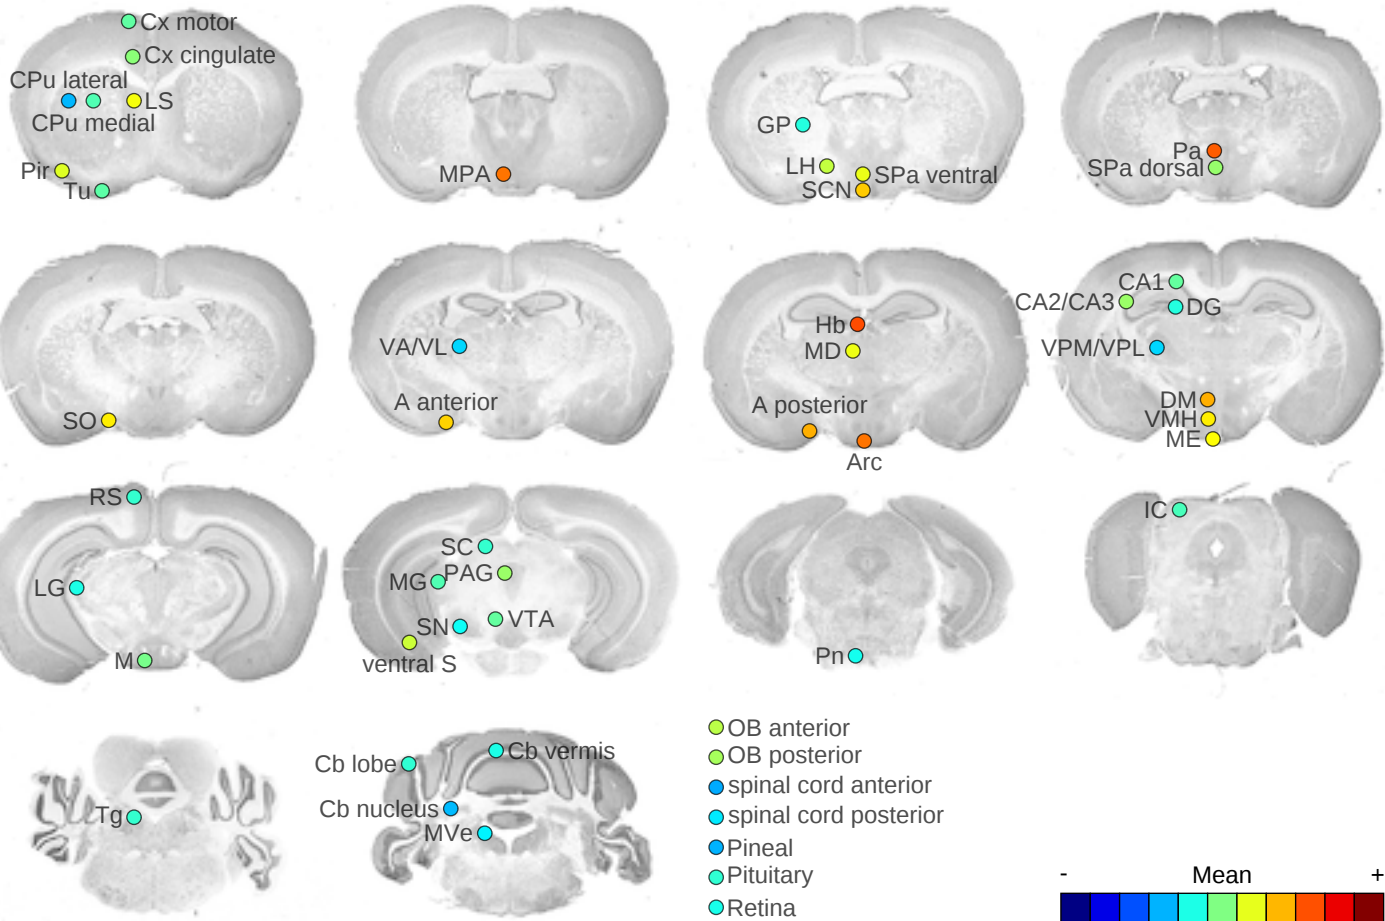 Cx motor
Cx cingulate
CPu lateral
LS
CPu medial
Pir
Tu
MPA
GP
LH
SPa ventral
SCN
Pa
SPa dorsal
SO
VA/VL
A anterior
Hb
MD
A posterior
Arc
CA1
CA2/CA3
DG
VPM/VPL
DM
VMH
ME
RS
LG
M
SC
PAG
MG
VTA
SN
ventral S
Pn
IC
Tg
Cb vermis
Cb lobe
Cb nucleus
MVe
OB anterior
OB posterior
spinal cord anterior
spinal cord posterior
Pineal
Pituitary
Retina
- Mean +